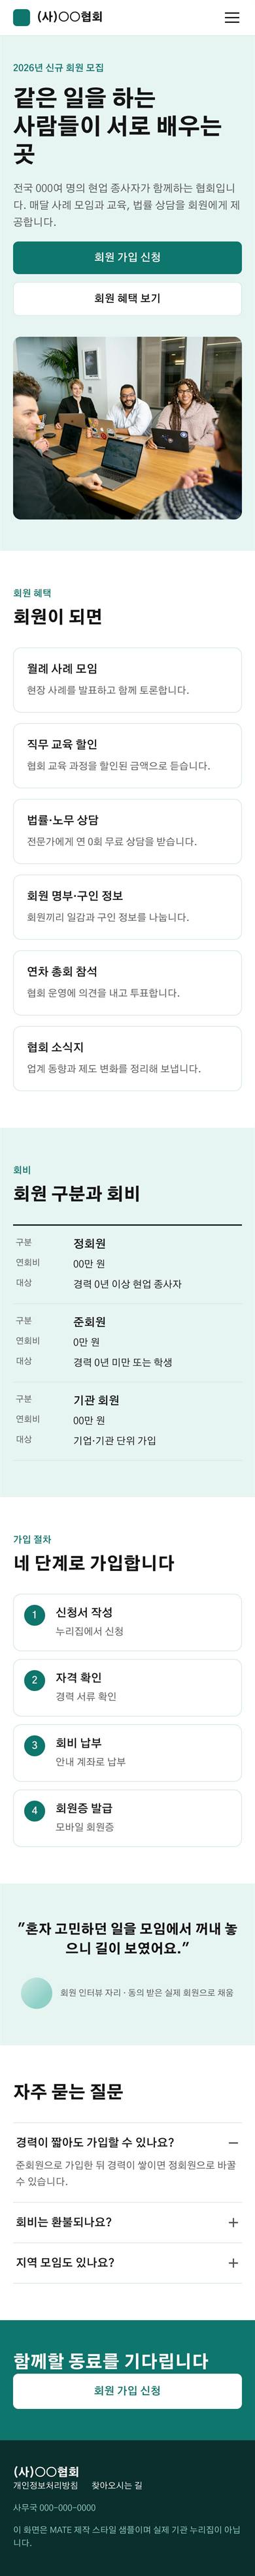 (사)○○협회
2026년 신규 회원 모집
같은 일을 하는
사람들이 서로 배우는
곳
전국 000여 명의 현업 종사자가 함께하는 협회입니
다. 매달 사례 모임과 교육, 법률 상담을 회원에게 제
공합니다.
회원 가입 신청
회원 혜택 보기
회원 혜택
회원이 되면
월례 사례 모임
현장 사례를 발표하고 함께 토론합니다.
직무 교육 할인
협회 교육 과정을 할인된 금액으로 듣습니다.
법률·노무 상담
전문가에게 연 0회 무료 상담을 받습니다.
회원 명부·구인 정보
회원끼리 일감과 구인 정보를 나눕니다.
연차 총회 참석
협회 운영에 의견을 내고 투표합니다.
협회 소식지
업계 동향과 제도 변화를 정리해 보냅니다.
회비
회원 구분과 회비
구분 정회원
연회비 00만 원
대상 경력 0년 이상 현업 종사자
구분 준회원
연회비 0만 원
대상 경력 0년 미만 또는 학생
구분 기관 회원
연회비 00만 원
대상 기업·기관 단위 가입
가입 절차
네 단계로 가입합니다
1 신청서 작성
누리집에서 신청
2 자격 확인
경력 서류 확인
3 회비 납부
안내 계좌로 납부
4 회원증 발급
모바일 회원증
"혼자 고민하던 일을 모임에서 꺼내 놓
으니 길이 보였어요."
회원 인터뷰 자리 · 동의 받은 실제 회원으로 채움
자주 묻는 질문
경력이 짧아도 가입할 수 있나요?
준회원으로 가입한 뒤 경력이 쌓이면 정회원으로 바꿀
수 있습니다.
회비는 환불되나요?
지역 모임도 있나요?
함께할 동료를 기다립니다
회원 가입 신청
(사)○○협회
개인정보처리방침 찾아오시는 길
사무국 000-000-0000
이 화면은 MATE 제작 스타일 샘플이며 실제 기관 누리집이 아닙
니다.